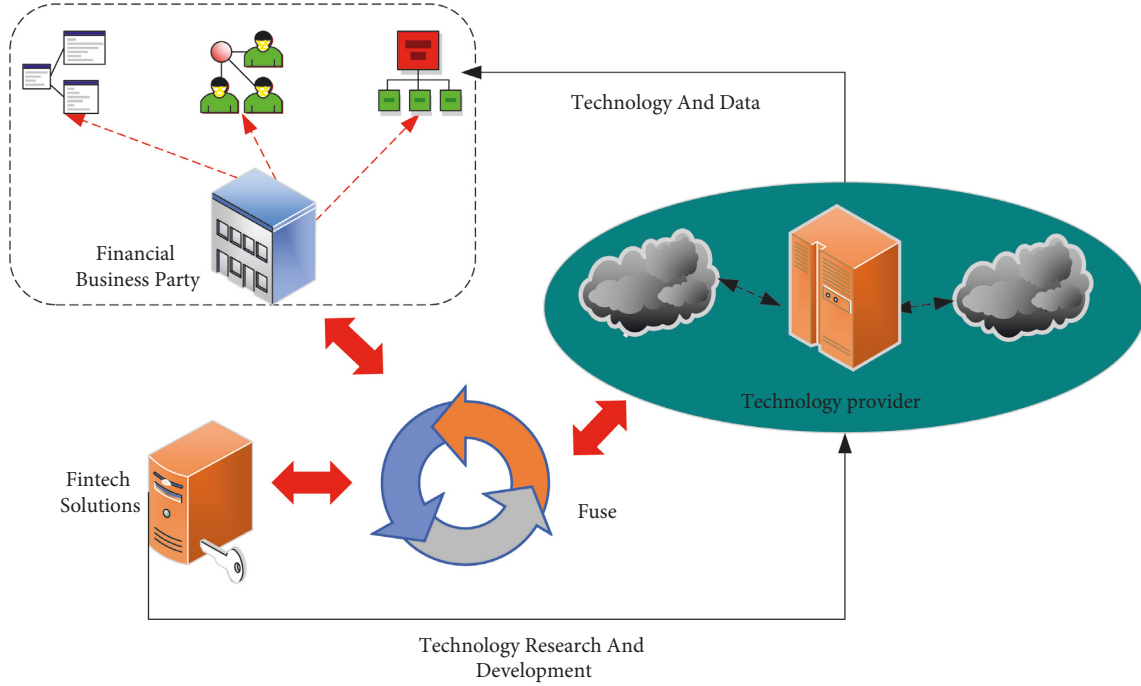 Technology And Data
Financial
Business Party
Technology provider
Fintech
Solutions
Fuse
Technology Research And
Development